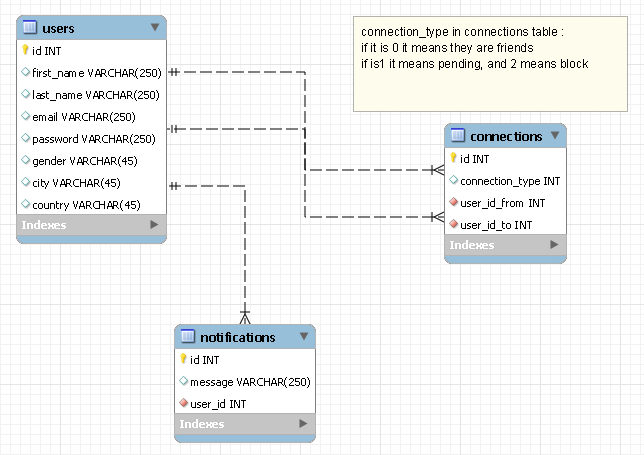 users
id INT
first_name VARCHAR(250)
last_name VARCHAR(250)
email VARCHAR(250)
password VARCHAR(250)
gender VARCHAR(45)
city VARCHAR(45)
country VARCHAR(45)
Indexes
connection_type in connections table :
if it is 0 it means they are friends
if is1 it means pending, and 2 means block
connections
id INT
connection_type INT
user_id_from INT
user_id_to INT
Indexes
notifications
id INT
message VARCHAR(250)
user_id INT
Indexes